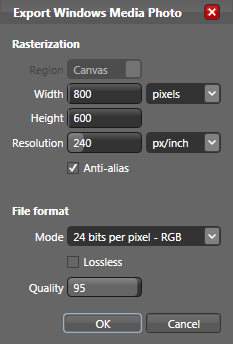 Export Windows Media Photo
Rasterization
Region Canvas
Width 800 pixels
Height 600
Resolution 240 px/inch
Anti-alias
File format
Mode 24 bits per pixel - RGB
Lossless
Quality 95
OK Cancel